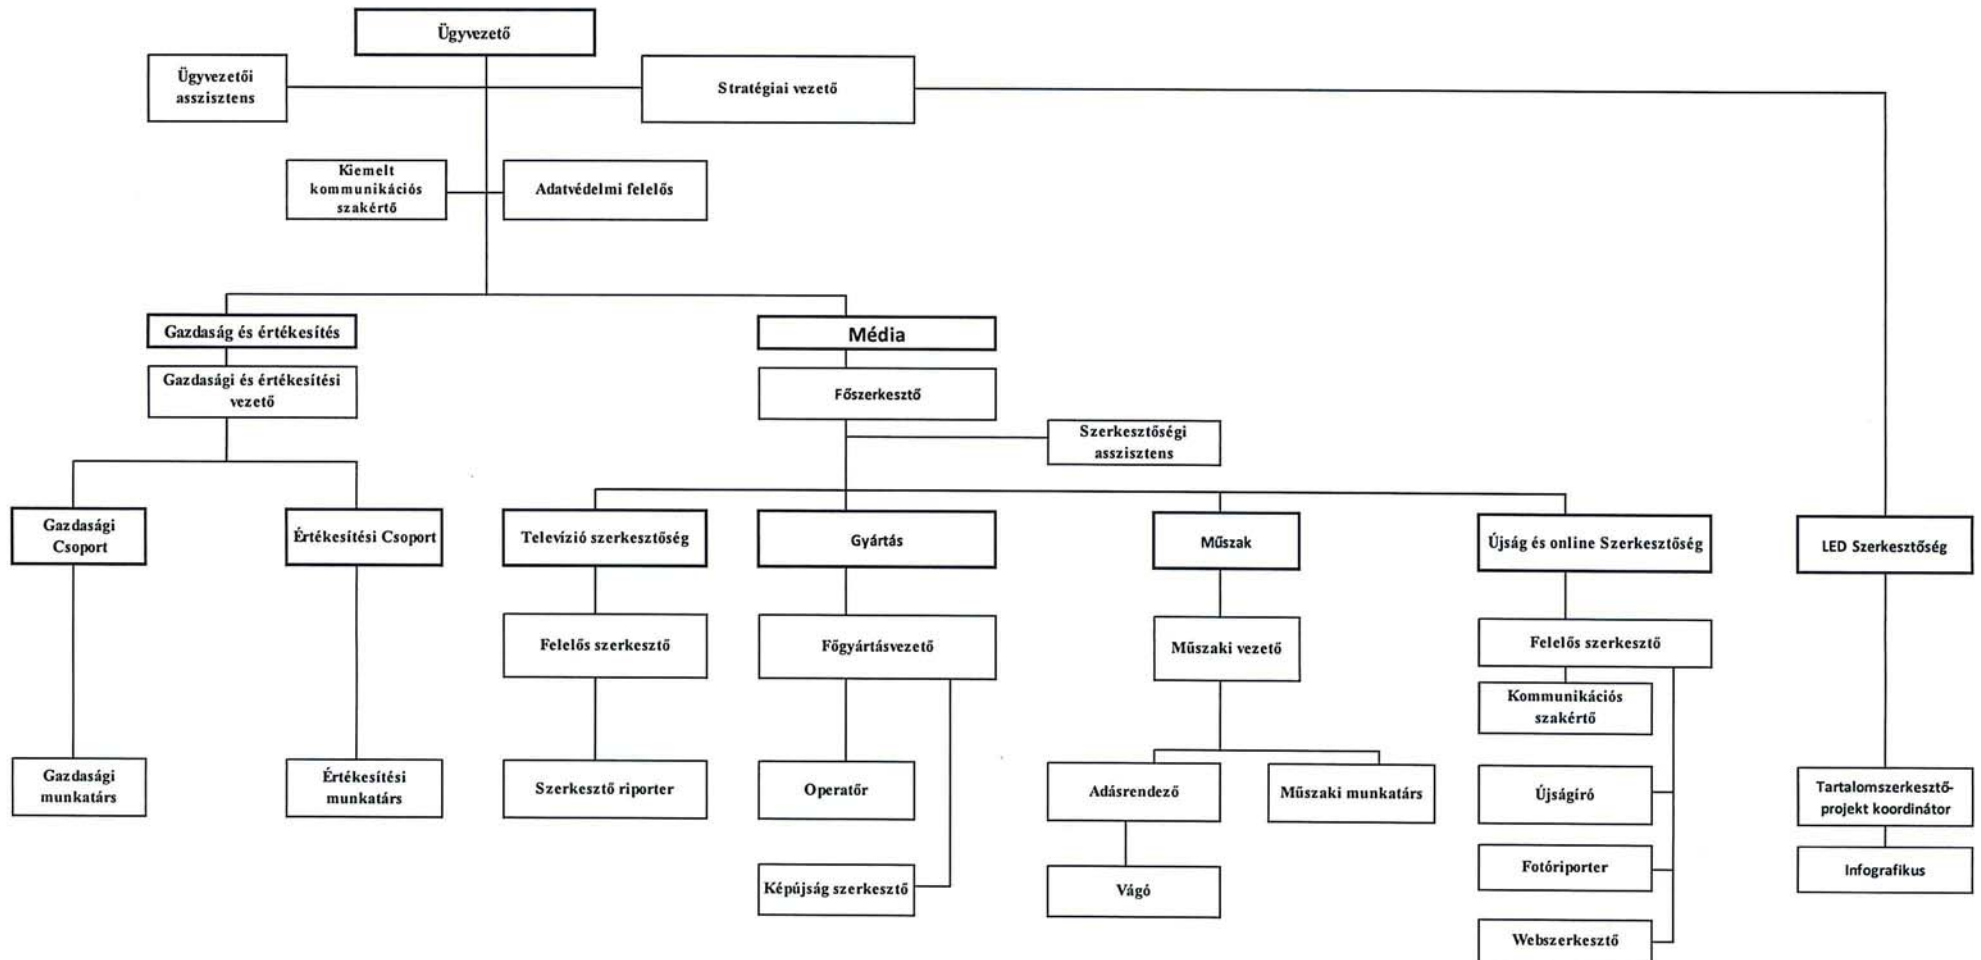 Ügyvezető
Ügyvezetői
asszisztens
Stratégiai vezető
Kiemelt
kommunikációs
szakértő
Adatvédelmi felelős
Gazdaság és értékesítés
Média
Gazdasági és értékesítési
vezető
Főszerkesztő
Szerkesztőségi
asszisztens
Gazdasági
Csoport
Értékesítési Csoport
Televízió szerkesztőség
Gyártás
Műszak
Újság és online Szerkesztőség
LED Szerkesztőség
Felelős szerkesztő
Főgyártásvezető
Műszaki vezető
Felelős szerkesztő
Kommunikációs
szakértő
Gazdasági
munkatárs
Értékesítési
munkatárs
Szerkesztő riporter
Operatőr
Adásrendező
Műszaki munkatárs
Újságíró
Tartalomszerkesztő-
projekt koordinátor
Képújság szerkesztő
Vágó
Fotóriporter
Infografikus
Webszerkesztő